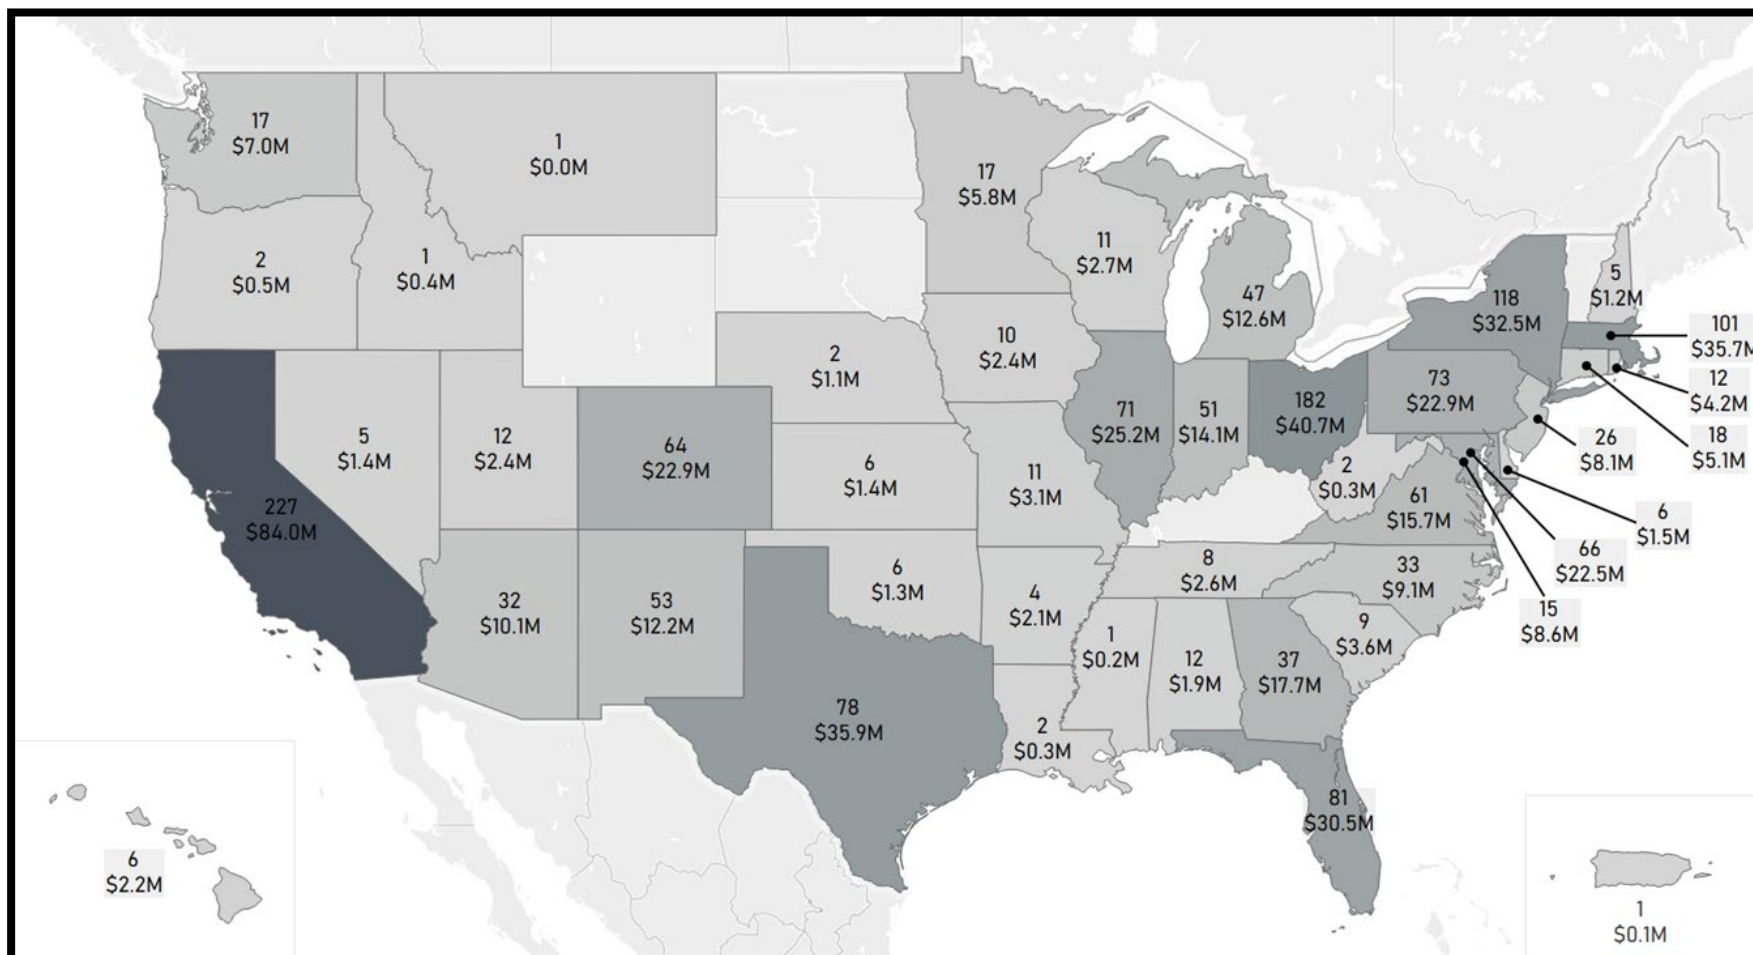 17
$7.0M
1
$0.0M
17
$5.8M
2
$0.5M
1
$0.4M
11
$2.7M
47
$12.6M
118
$32.5M
5
$1.2M
101
$35.7M
12
$4.2M
18
$5.1M
26
$8.1M
6
$1.5M
66
$22.5M
15
$8.6M
2
$1.1M
10
$2.4M
71
$25.2M
51
$14.1M
182
$40.7M
73
$22.9M
5
$1.4M
12
$2.4M
64
$22.9M
6
$1.4M
11
$3.1M
2
$0.3M
61
$15.7M
227
$84.0M
32
$10.1M
53
$12.2M
6
$1.3M
4
$2.1M
8
$2.6M
33
$9.1M
9
$3.6M
1
$0.2M
12
$1.9M
37
$17.7M
78
$35.9M
2
$0.3M
81
$30.5M
6
$2.2M
1
$0.1M